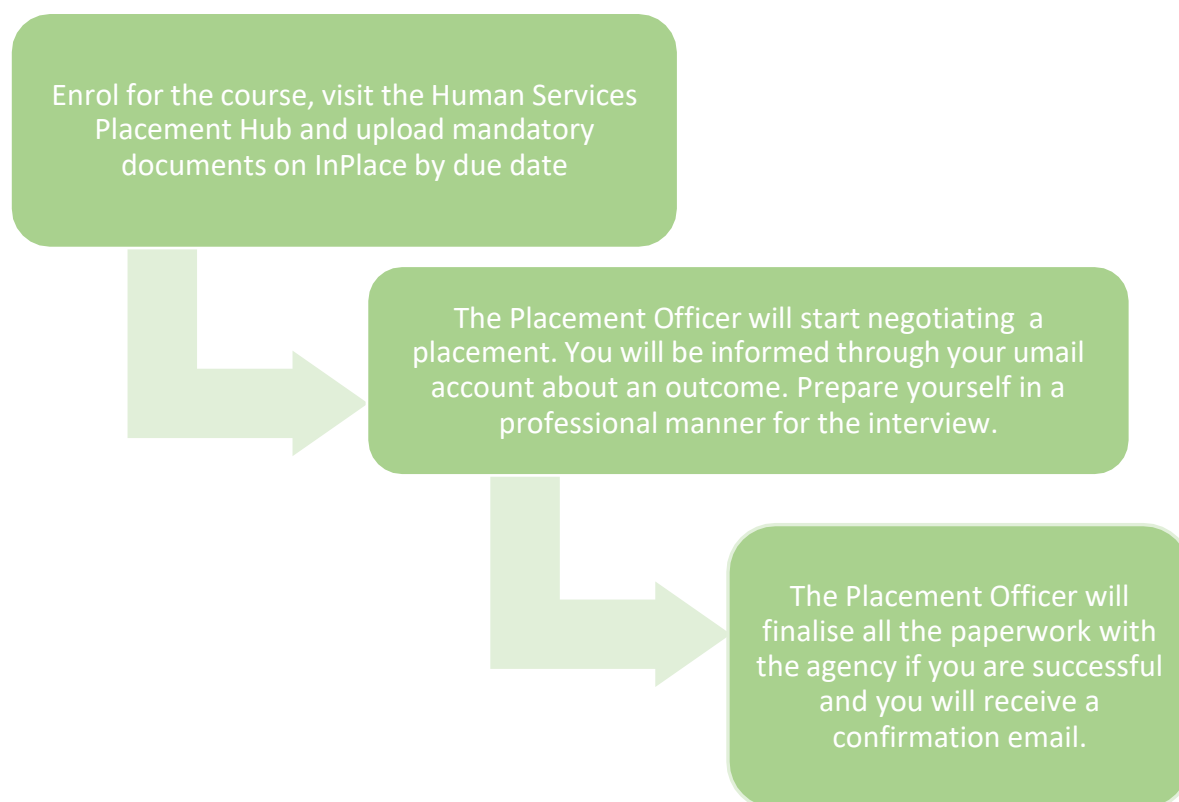 Enrol for the course, visit the Human Services
Placement Hub and upload mandatory
documents on InPlace by due date
The Placement Officer will start negotiating  a
placement. You will be informed through your umail
account about an outcome. Prepare yourself in a
professional manner for the interview.
The Placement Officer will
finalise all the paperwork with
the agency if you are successful
and you will receive a
confirmation email.